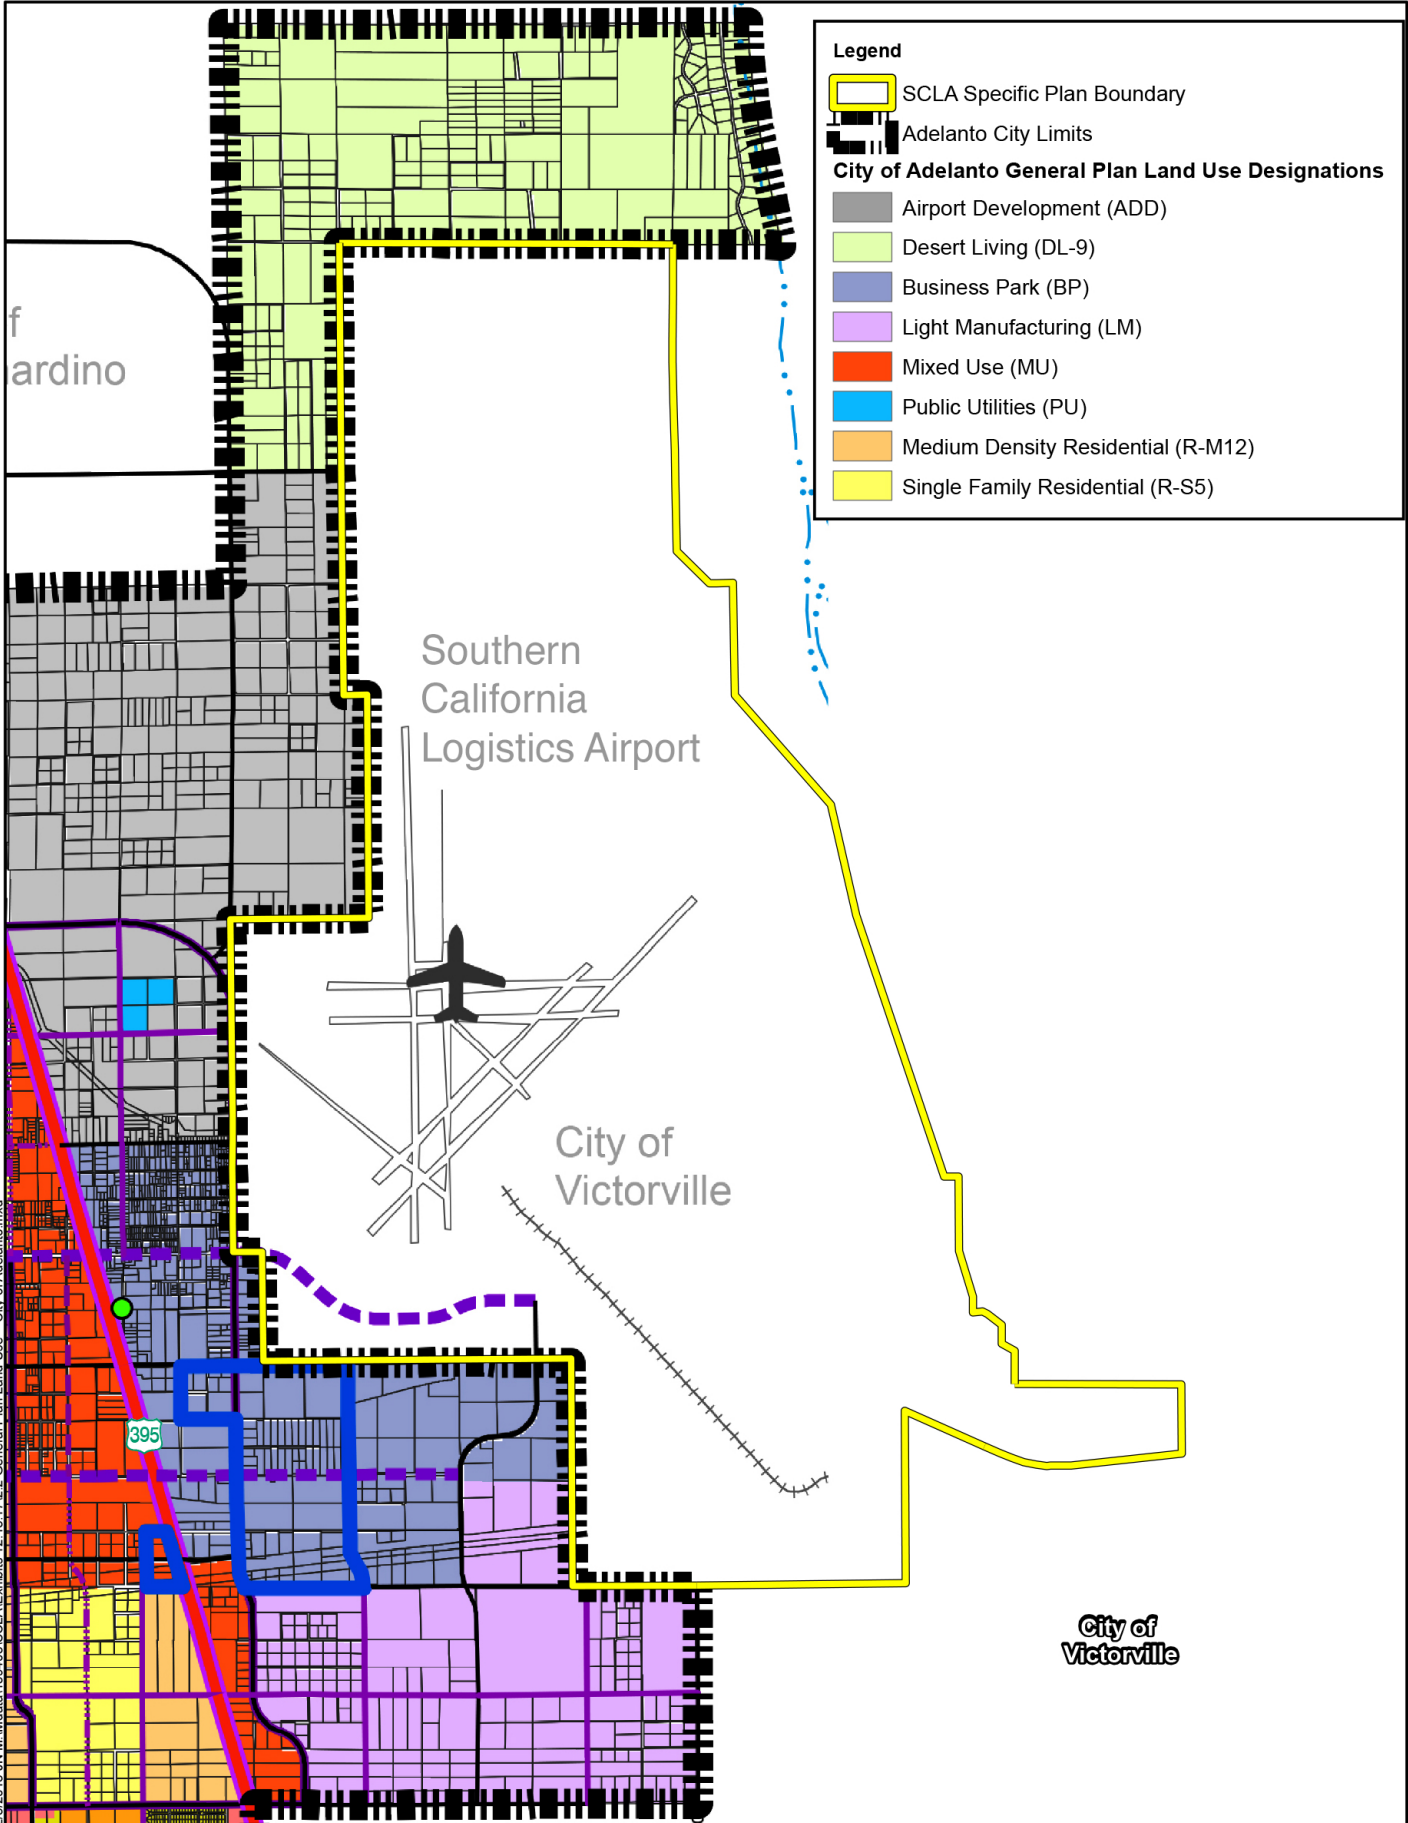 Legend
SCLA Specific Plan Boundary
Adelanto City Limits
City of Adelanto General Plan Land Use Designations
Airport Development (ADD)
Desert Living (DL-9)
Business Park (BP)
Light Manufacturing (LM)
Mixed Use (MU)
Public Utilities (PU)
Medium Density Residential (R-M12)
Single Family Residential (R-S5)
f
ardino
Southern
California
Logistics Airport
City of
Victorville
395
City of
Victorville